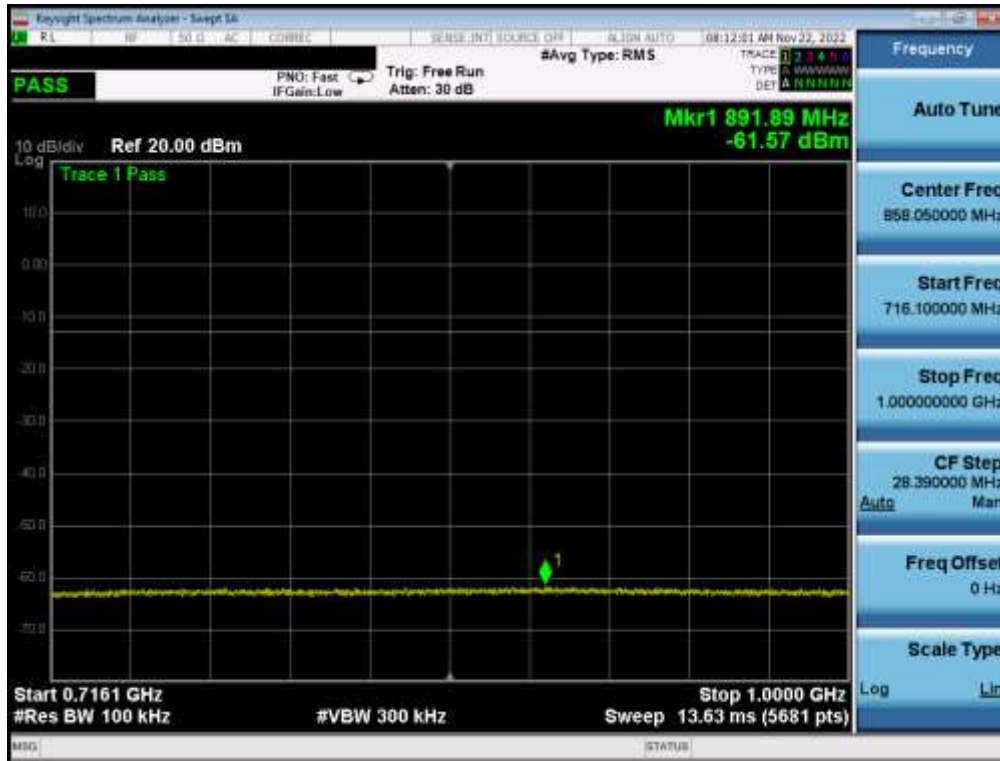 Keysight Spectrum Analyzer - Swept SA
RL RF 50 Ω AC CORREC SENSE:INT SOURCE OFF ALIGN AUTO 08:12:01 AM Nov 22, 2022
#Avg Type: RMS
TRACE 1 2 3 4 5 6
PASS
PNO: Fast
Trig: Free Run
TYPE A WWWWW
IFGain:Low
Atten: 30 dB
DET A N N N N N
Mkr1 891.89 MHz
-61.57 dBm
10 dB/div
Ref 20.00 dBm
Log
Trace 1 Pass
10.0
0.00
-10.0
-20.0
-30.0
-40.0
-50.0
1
-60.0
-70.0
Start 0.7161 GHz
Stop 1.0000 GHz
#Res BW 100 kHz
#VBW 300 kHz
Sweep 13.63 ms (5681 pts)
MSG
STATUS
Frequency
Auto Tune
Center Freq
858.050000 MHz
Start Freq
716.100000 MHz
Stop Freq
1.000000000 GHz
CF Step
28.390000 MHz
Auto Man
Freq Offset
0 Hz
Scale Type
Log Lin